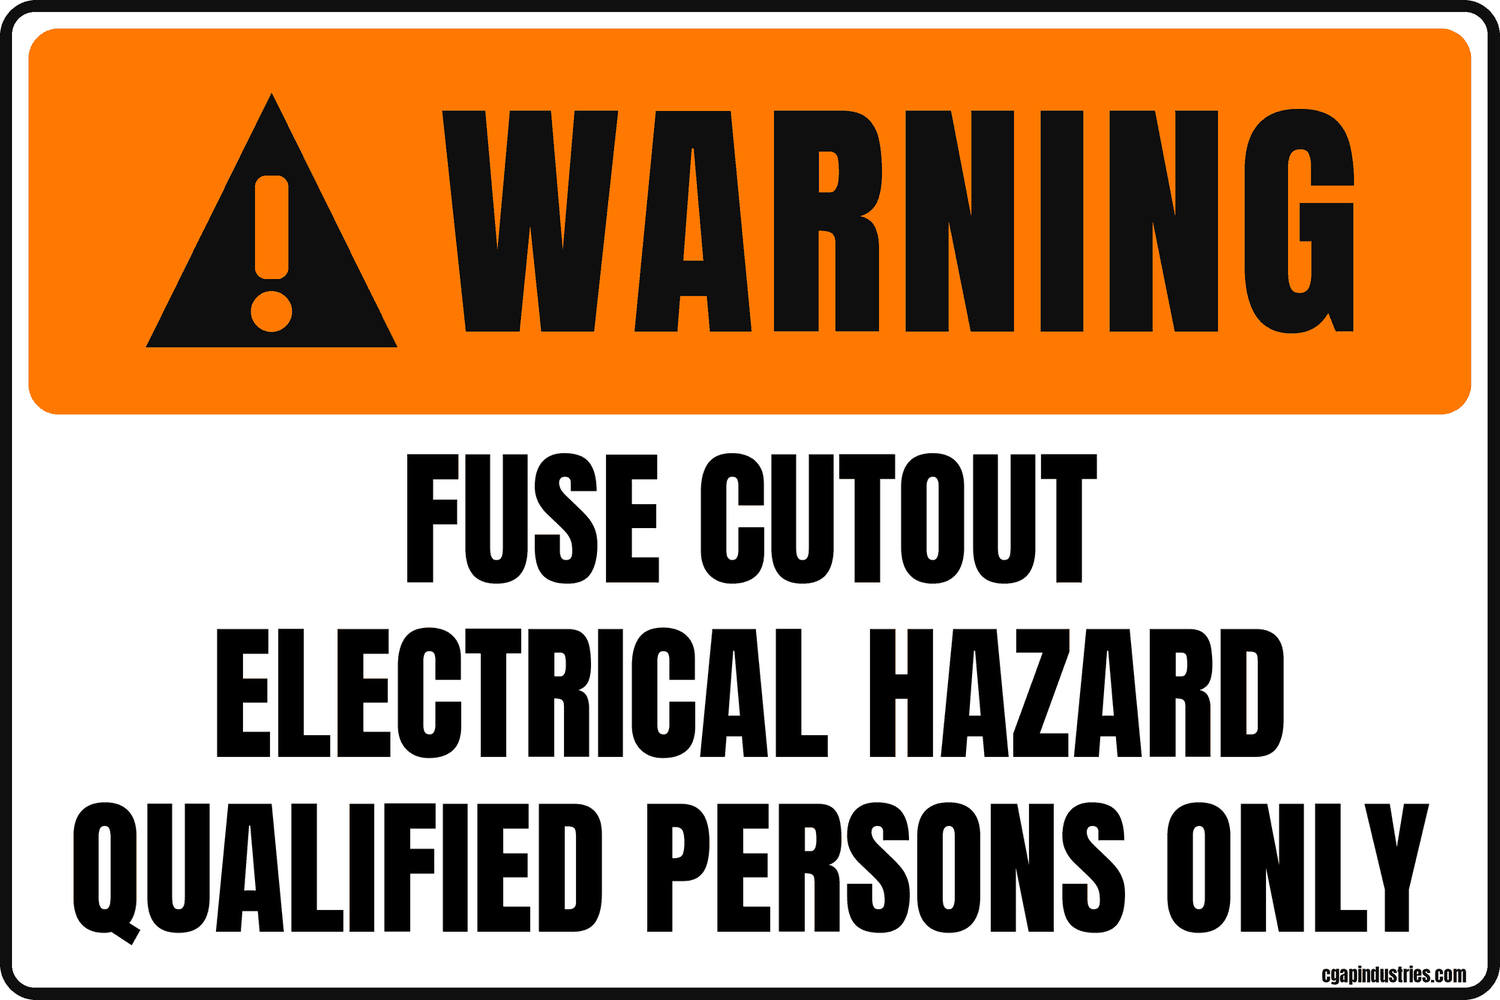 WARNING
FUSE CUTOUT
ELECTRICAL HAZARD
QUALIFIED PERSONS ONLY
cgapindustries.com